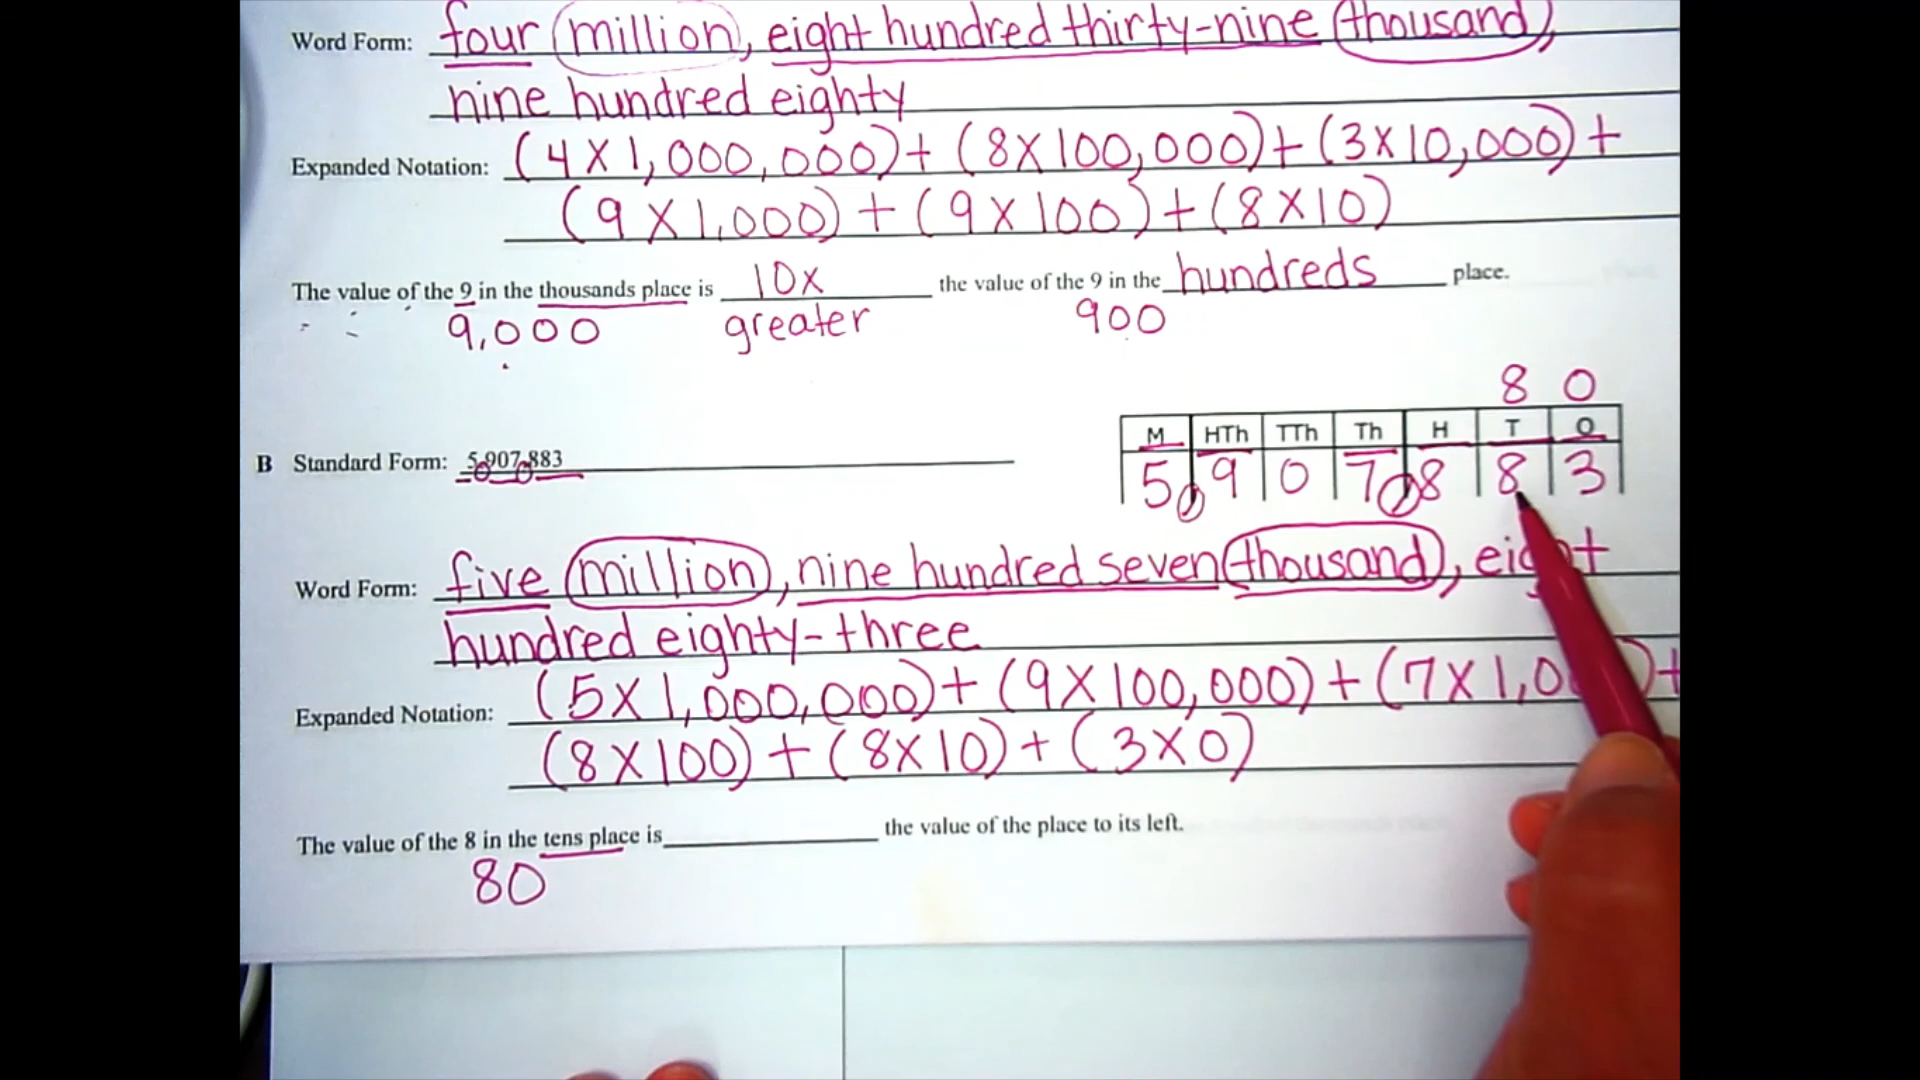 Word Form: four million, eight hundred thirty-nine thousand,
nine hundred eighty
Expanded Notation: (4 X 1,000,000) + (8 X 100,000) + (3 X 10,000) +
(9 X 1,000) + (9 X 100) + (8 X 10)
The value of the 9 in the thousands place is 10x the value of the 9 in the hundreds place.
9,000 greater 900
8 0
M HTh TTh Th H T O
B Standard Form: 5,907,883
5, 9 0 7, 8 8 3
Word Form: five million, nine hundred seven thousand,
hundred eighty-three
Expanded Notation: (5 X 1,000,000) + (9 X 100,000) + (7 X 1,0 ) +
(8 X 100) + (8 X 10) + (3 X 0)
The value of the 8 in the tens place is the value of the place to its left.
80